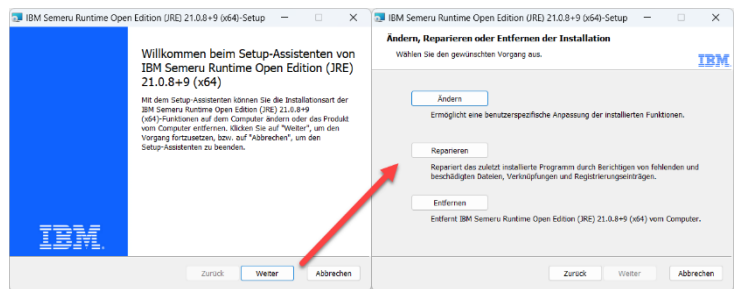 IBM Semeru Runtime Open Edition (JRE) 21.0.8+9 (x64)-Setup
Willkommen beim Setup-Assistenten von
IBM Semeru Runtime Open Edition (JRE)
21.0.8+9 (x64)
Mit dem Setup-Assistenten können Sie die Installationsart der
IBM Semeru Runtime Open Edition (JRE) 21.0.8+9
(x64)-Funktionen auf dem Computer ändern oder das Produkt
vom Computer entfernen. Klicken Sie auf "Weiter", um den
Vorgang fortzusetzen, bzw. auf "Abbrechen", um den
Setup-Assistenten zu beenden.
IBM.
Zurück Weiter Abbrechen
IBM Semeru Runtime Open Edition (JRE) 21.0.8+9 (x64)-Setup
Ändern, Reparieren oder Entfernen der Installation
Wählen Sie den gewünschten Vorgang aus.
IBM
Ändern
Ermöglicht eine benutzerspezifische Anpassung der installierten Funktionen.
Reparieren
Repariert das zuletzt installierte Programm durch Berichtigen von fehlenden und
beschädigten Dateien, Verknüpfungen und Registrierungseinträgen.
Entfernen
Entfernt IBM Semeru Runtime Open Edition (JRE) 21.0.8+9 (x64) vom Computer.
Zurück Weiter Abbrechen